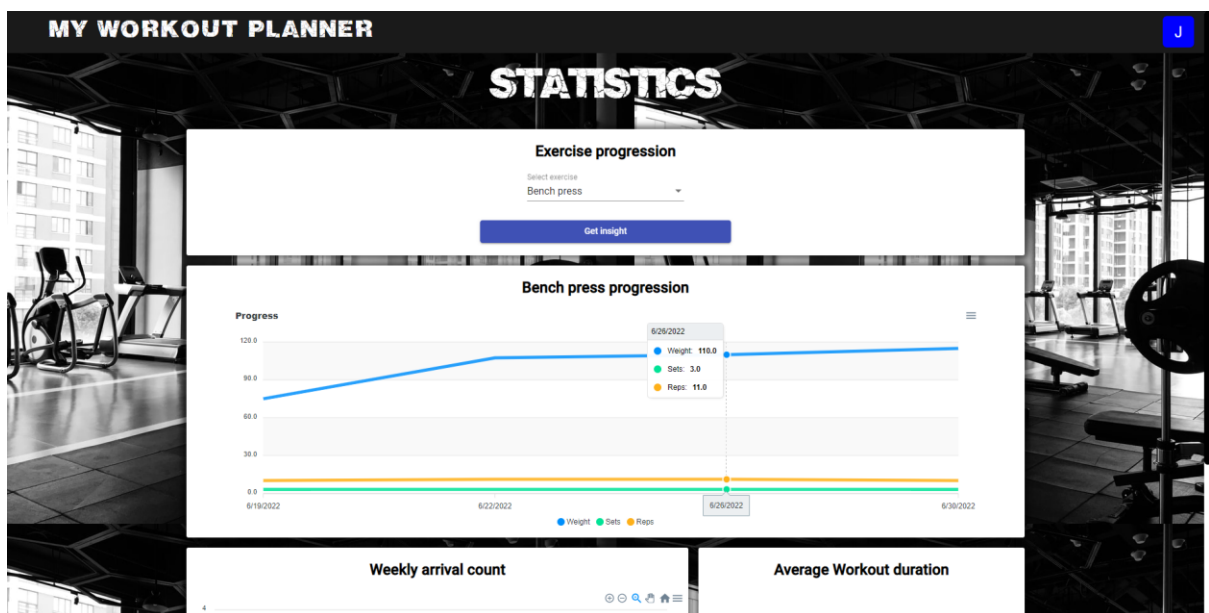 MY WORKOUT PLANNER
J
STATISTICS
Exercise progression
Select exercise
Bench press
Get insight
Bench press progression
Progress
120.0
90.0
60.0
30.0
0.0
6/26/2022
Weight: 110.0
Sets: 3.0
Reps: 11.0
6/19/2022 6/22/2022 6/26/2022 6/30/2022
Weight Sets Reps
Weekly arrival count Average Workout duration
4